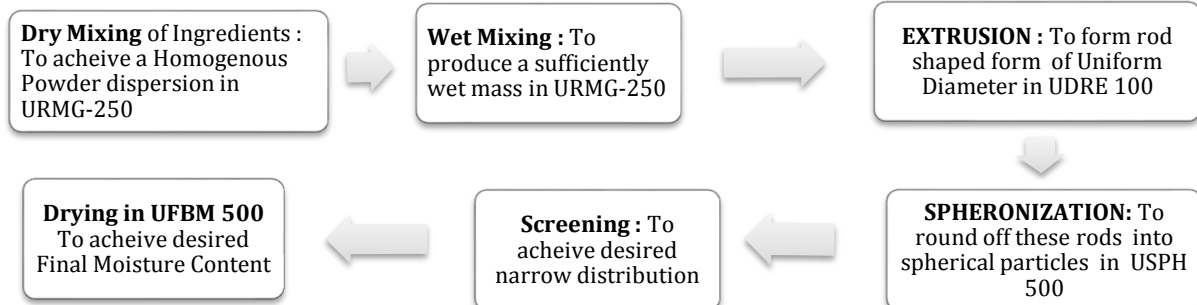 Dry Mixing of Ingredients :
To acheive a Homogenous
Powder dispersion in
URMG-250
Wet Mixing : To
produce a sufficiently
wet mass in URMG-250
EXTRUSION : To form rod
shaped form of Uniform
Diameter in UDRE 100
SPHERONIZATION: To
round off these rods into
spherical particles in USPH
500
Screening : To
acheive desired
narrow distribution
Drying in UFBM 500
To acheive desired
Final Moisture Content